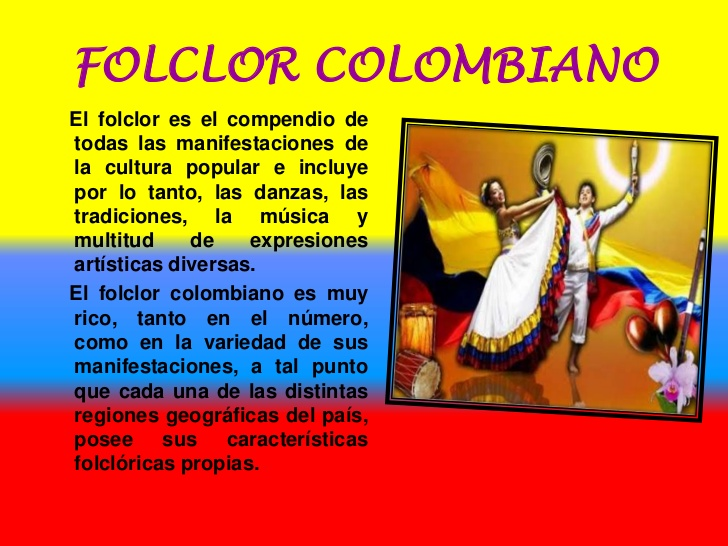 FOLCLOR COLOMBIANO
El folclor es el compendio de
todas las manifestaciones de
la cultura popular e incluye
por lo tanto, las danzas, las
tradiciones, la música y
multitud de expresiones
artísticas diversas.
El folclor colombiano es muy
rico, tanto en el número,
como en la variedad de sus
manifestaciones, a tal punto
que cada una de las distintas
regiones geográficas del país,
posee sus características
folclóricas propias.